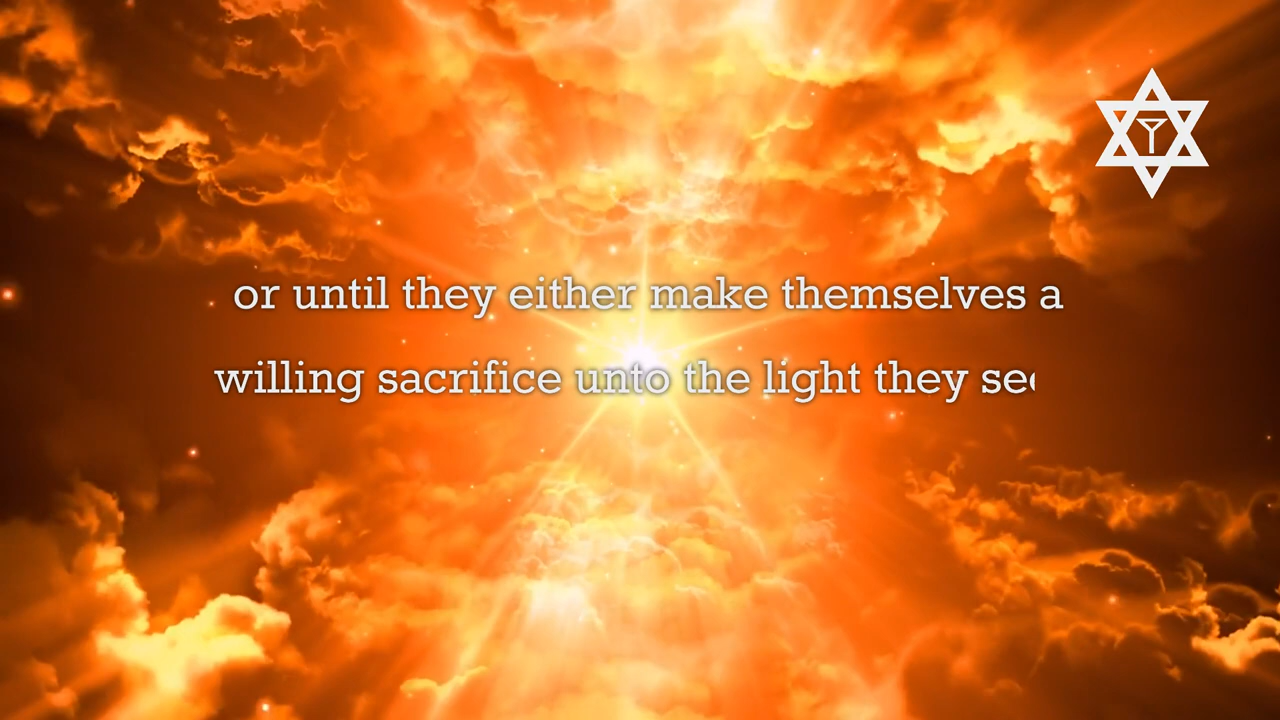 or until they either make themselves a
willing sacrifice unto the light they